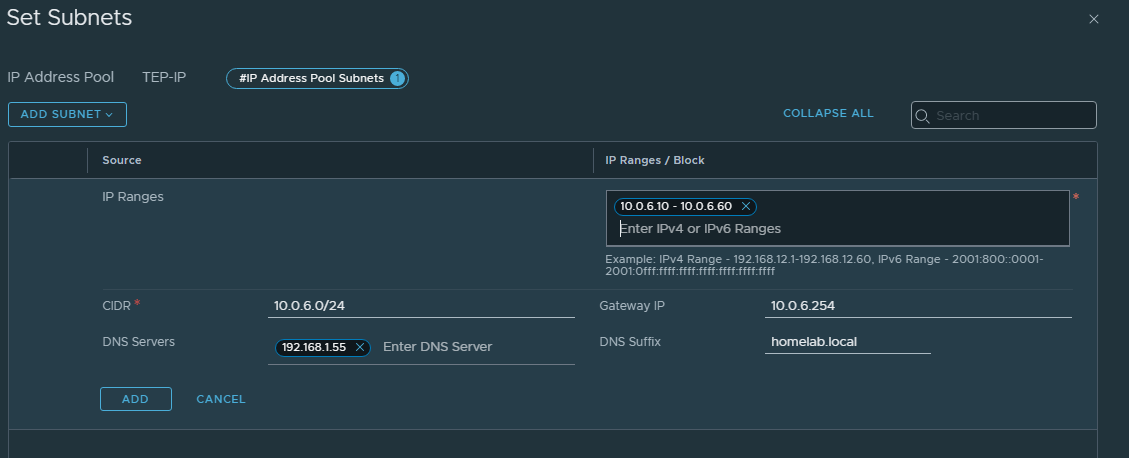 Set Subnets
IP Address Pool TEP-IP #IP Address Pool Subnets 1
ADD SUBNET COLLAPSE ALL Search
Source IP Ranges / Block
IP Ranges 10.0.6.10 - 10.0.6.60 *
Enter IPv4 or IPv6 Ranges
Example: IPv4 Range - 192.168.12.1-192.168.12.60, IPv6 Range - 2001:800::0001-
2001:0fff:ffff:ffff:ffff:ffff:ffff:ffff
CIDR * 10.0.6.0/24 Gateway IP 10.0.6.254
DNS Servers 192.168.1.55 Enter DNS Server DNS Suffix homelab.local
ADD CANCEL